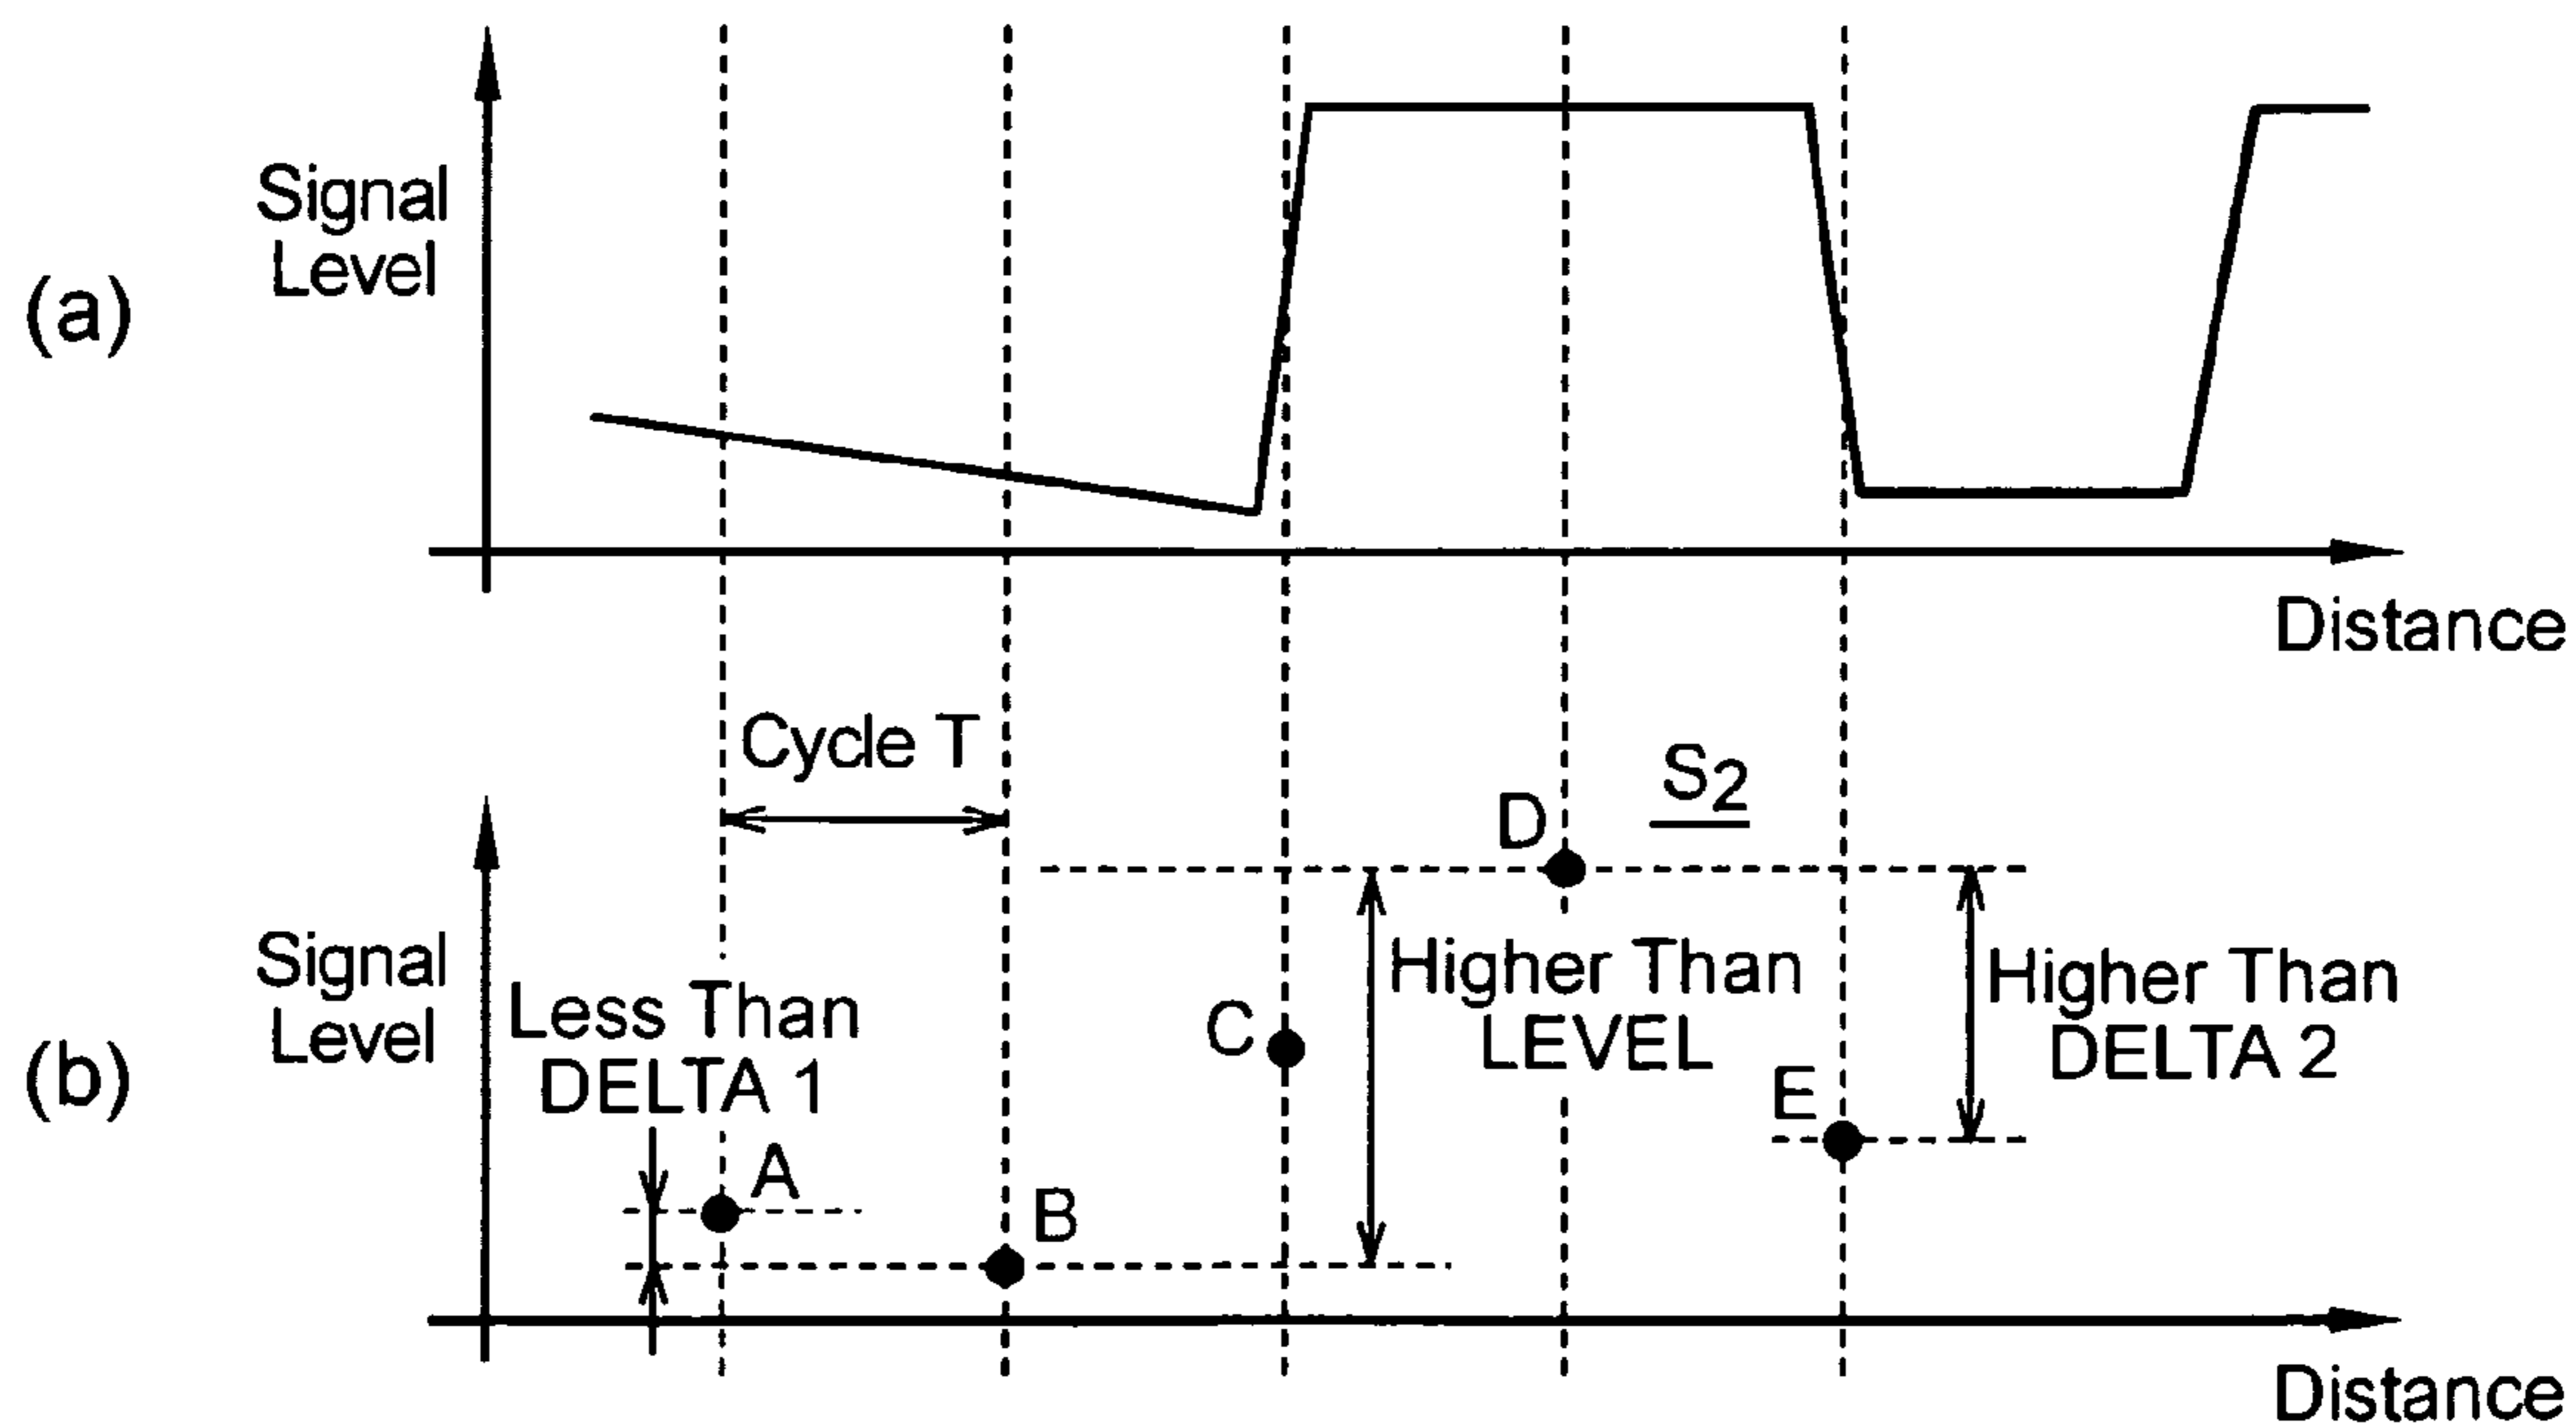 (a)
Signal
Level
Distance
Cycle T
S2
D
(b)
Signal
Level
Less Than
DELTA 1
A
B
C
Higher Than
LEVEL
E
Higher Than
DELTA 2
Distance